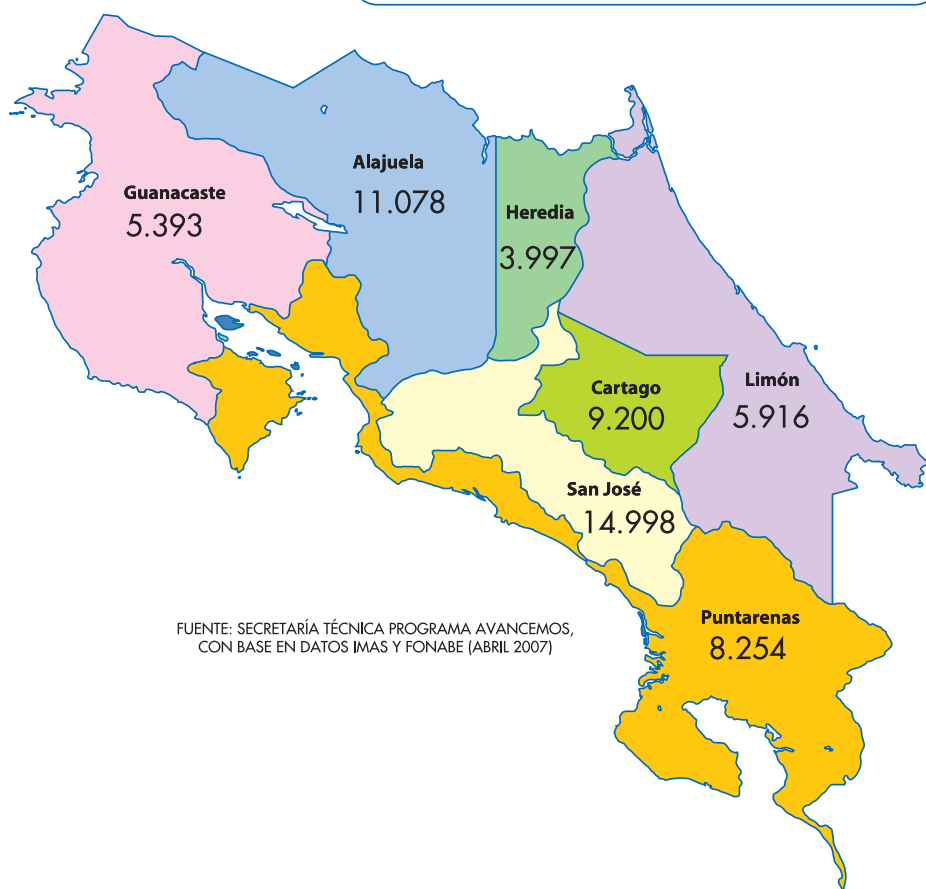 Guanacaste
5.393
Alajuela
11.078
Heredia
3.997
Cartago
9.200
Limón
5.916
San José
14.998
Puntarenas
8.254
FUENTE: SECRETARÍA TÉCNICA PROGRAMA AVANCEMOS,
CON BASE EN DATOS IMAS Y FONABE (ABRIL 2007)